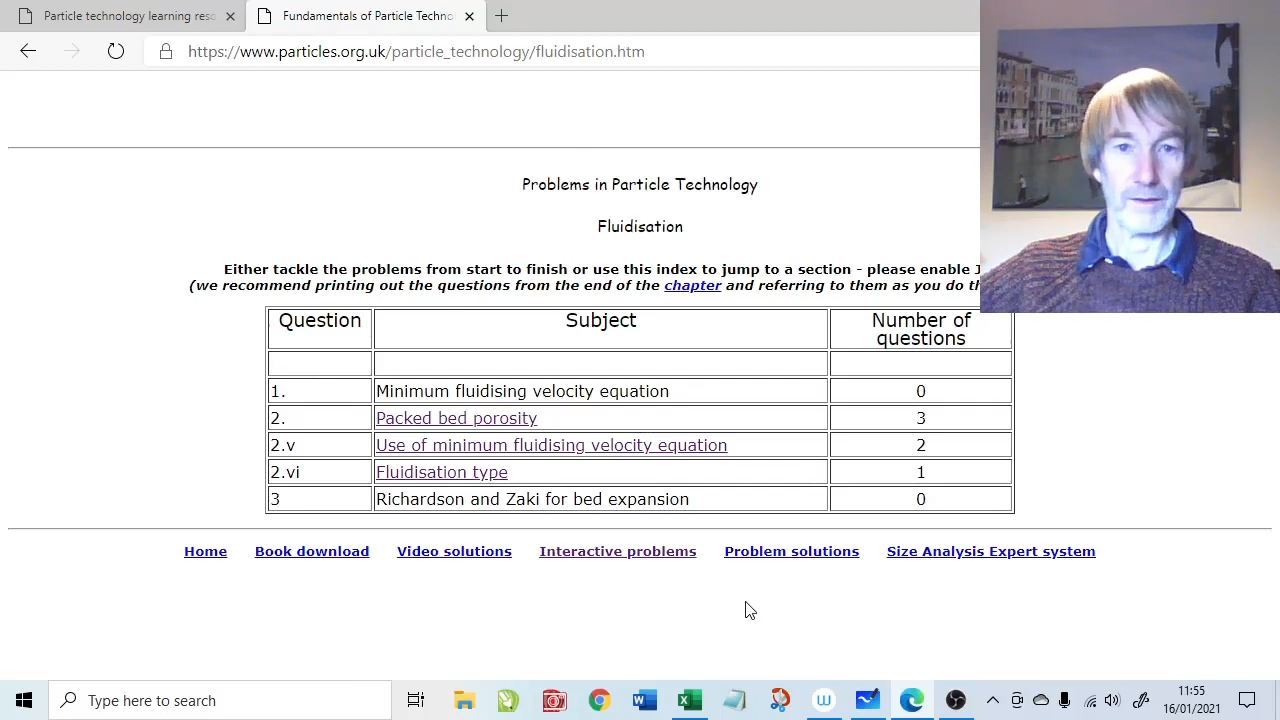 Particle technology learning reso
Fundamentals of Particle Techno
https://www.particles.org.uk/particle_technology/fluidisation.htm
Problems in Particle Technology
Fluidisation
Either tackle the problems from start to finish or use this index to jump to a section - please enable
(we recommend printing out the questions from the end of the chapter and referring to them as you do
Question Subject Number of
questions
1. Minimum fluidising velocity equation 0
2. Packed bed porosity 3
2.v Use of minimum fluidising velocity equation 2
2.vi Fluidisation type 1
3 Richardson and Zaki for bed expansion 0
Home Book download Video solutions Interactive problems Problem solutions Size Analysis Expert system
Type here to search
11:55
16/01/2021